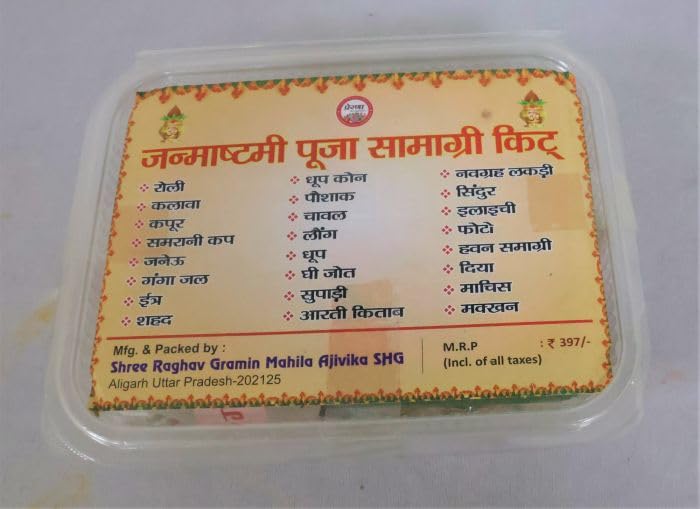 प्रेरणा
जन्माष्टमी पूजा सामाग्री किट्
❖ रोली
❖ कलावा
❖ कपूर
❖ समरानी कप
❖ जनेऊ
❖ गंगा जल
❖ ईत्र
❖ शहद
❖ धूप कोन
❖ पौशाक
❖ चावल
❖ लौंग
❖ धूप
❖ घी जोत
❖ सुपाड़ी
❖ आरती किताब
❖ नवग्रह लकड़ी
❖ सिंदुर
❖ इलाइची
❖ फोटो
❖ हवन समाग्री
❖ दिया
❖ माचिस
❖ मक्खन
Mfg. & Packed by :
Shree Raghav Gramin Mahila Ajivika SHG
Aligarh Uttar Pradesh-202125
M.R.P : ₹ 397/-
(Incl. of all taxes)